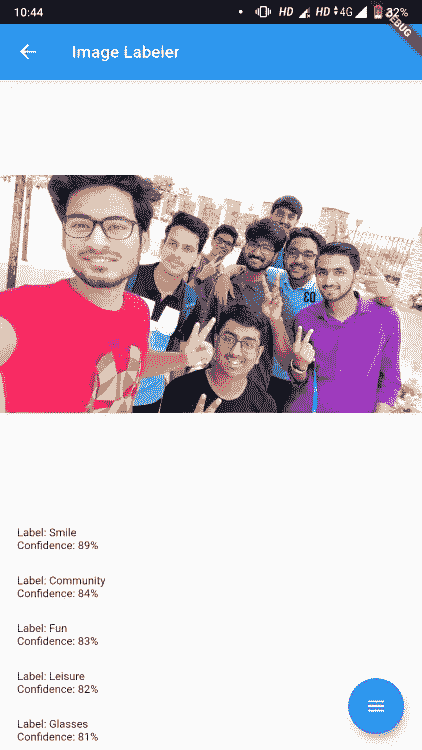 10:44
HD HD 4G 32%
DEBUG
Image Labeler
Label: Smile
Confidence: 89%
Label: Community
Confidence: 84%
Label: Fun
Confidence: 83%
Label: Leisure
Confidence: 82%
Label: Glasses
Confidence: 81%